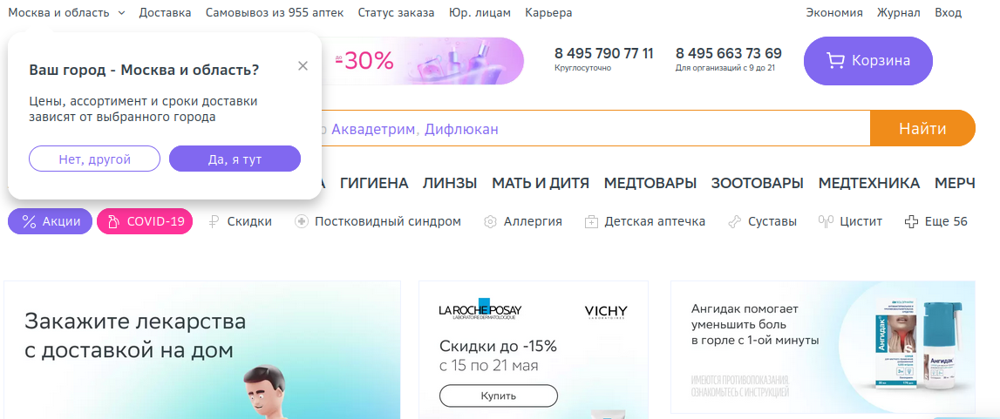 Москва и область Доставка Самовывоз из 955 аптек Статус заказа Юр. лицам Карьера Экономия Журнал Вход
Ваш город - Москва и область?
Цены, ассортимент и сроки доставки
зависят от выбранного города
Нет, другой Да, я тут
до -30%
8 495 790 77 11
Круглосуточно
8 495 663 73 69
Для организаций с 9 до 21
Корзина
Аквадетрим, Дифлюкан
Найти
ГИГИЕНА ЛИНЗЫ МАТЬ И ДИТЯ МЕДТОВАРЫ ЗООТОВАРЫ МЕДТЕХНИКА МЕРЧ
Акции COVID-19 Скидки Постковидный синдром Аллергия Детская аптечка Суставы Цистит Еще 56
Закажите лекарства
с доставкой на дом
LA ROCHE POSAY
LABORATOIRE DERMATOLOGIQUE
VICHY
LABORATOIRES
Скидки до -15%
с 15 по 21 мая
Купить
Ангидак помогает
уменьшить боль
в горле с 1-ой минуты
ИМЕЮТСЯ ПРОТИВОПОКАЗАНИЯ.
ОЗНАКОМЬТЕСЬ С ИНСТРУКЦИЕЙ
Ангидак
Ангидак